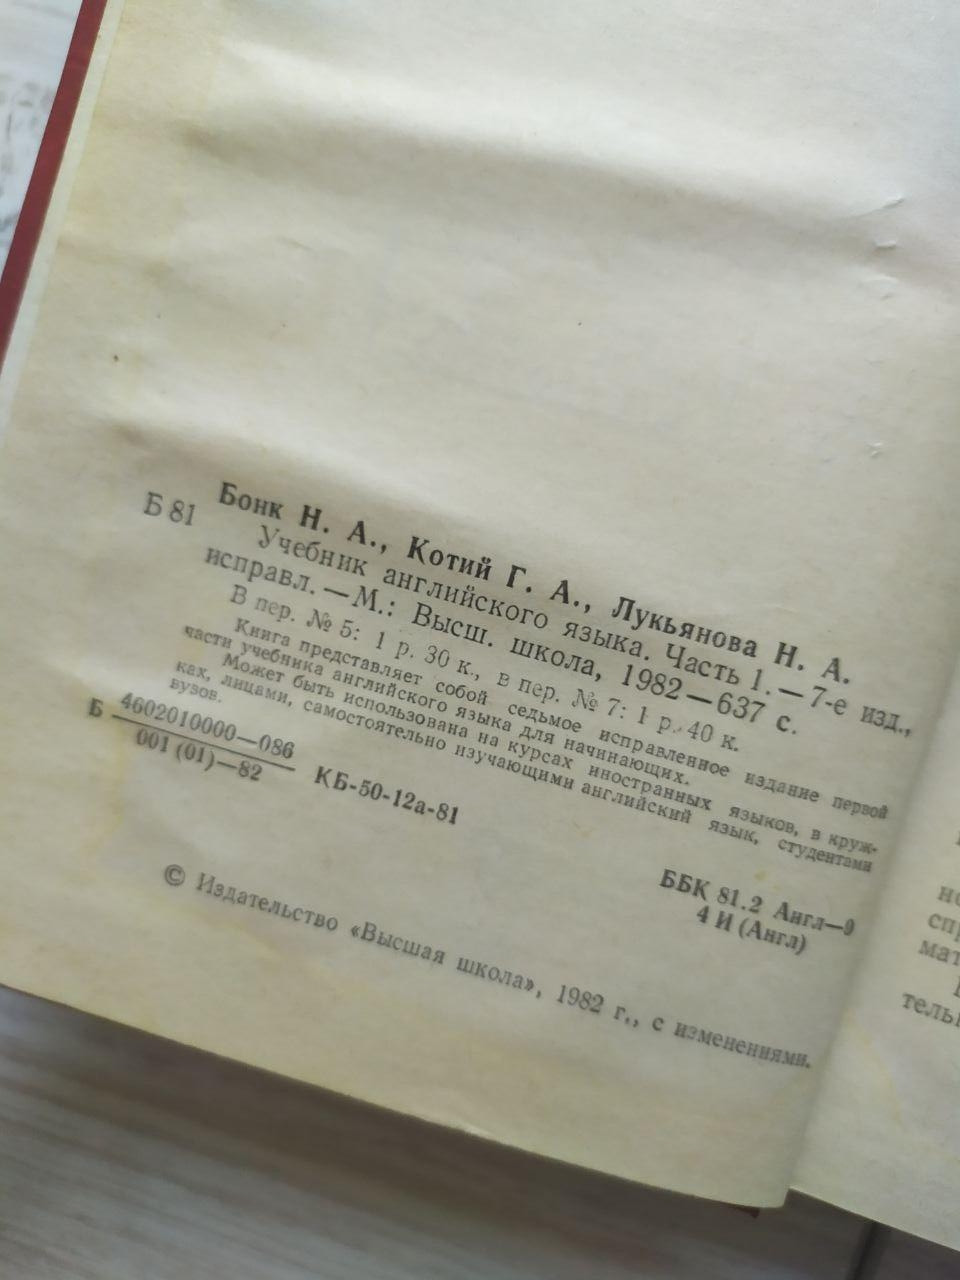 Бонк Н. А., Котий Г. А., Лукьянова Н. А.
Б 81
Учебник английского языка. Часть 1. — 7-е изд.,
исправл. — М.: Высш. школа, 1982 — 637 с.
В пер. № 5: 1 р. 30 к., в пер. № 7: 1 р. 40 к.
Книга представляет собой седьмое исправленное издание первой
части учебника английского языка для начинающих.
Может быть использована на курсах иностранных языков, в круж-
ках, лицами, самостоятельно изучающими английский язык, студентами
вузов.
Б 4602010000—086
001 (01)—82
КБ-50-12а-81
ББК 81.2 Англ—9
4 И (Англ)
© Издательство «Высшая школа», 1982 г., с изменениями.